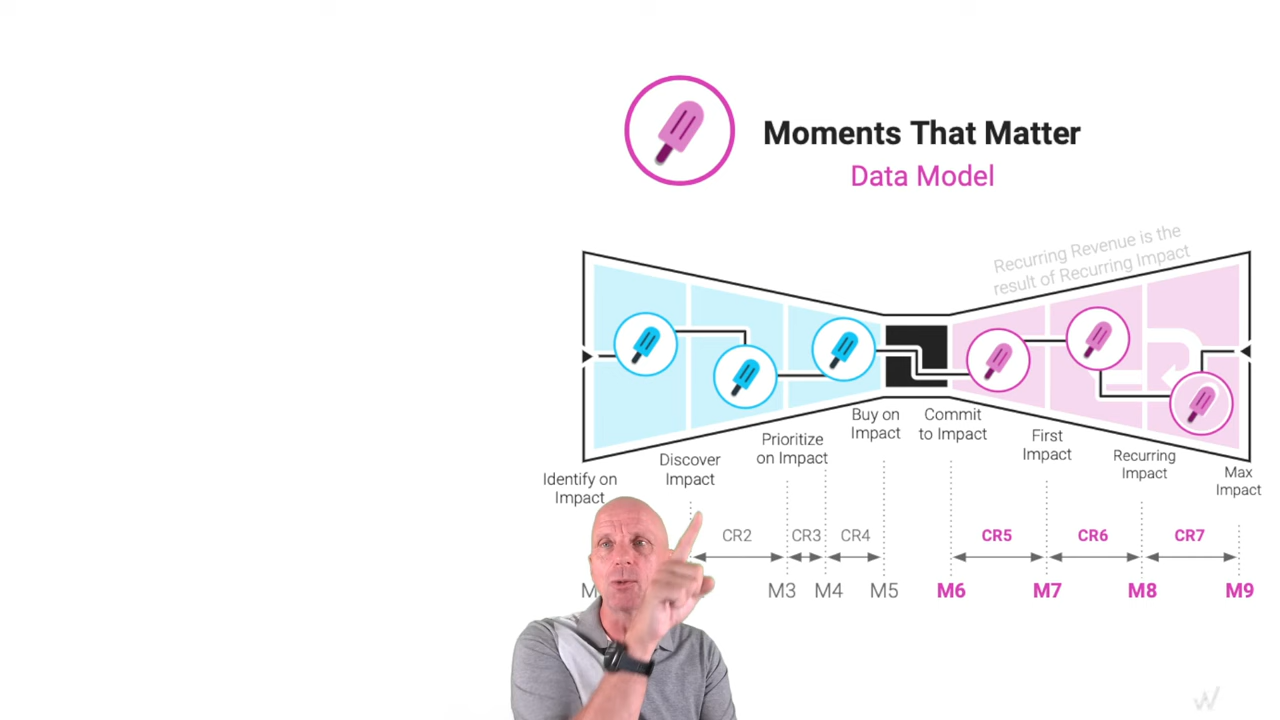 Moments That Matter
Data Model
Recurring Revenue is the
result of Recurring Impact
Identify on
Impact
Discover
Impact
Prioritize
on Impact
Buy on
Impact
Commit
to Impact
First
Impact
Recurring
Impact
Max
Impact
CR2
CR3
CR4
CR5
CR6
CR7
M3
M4
M5
M6
M7
M8
M9